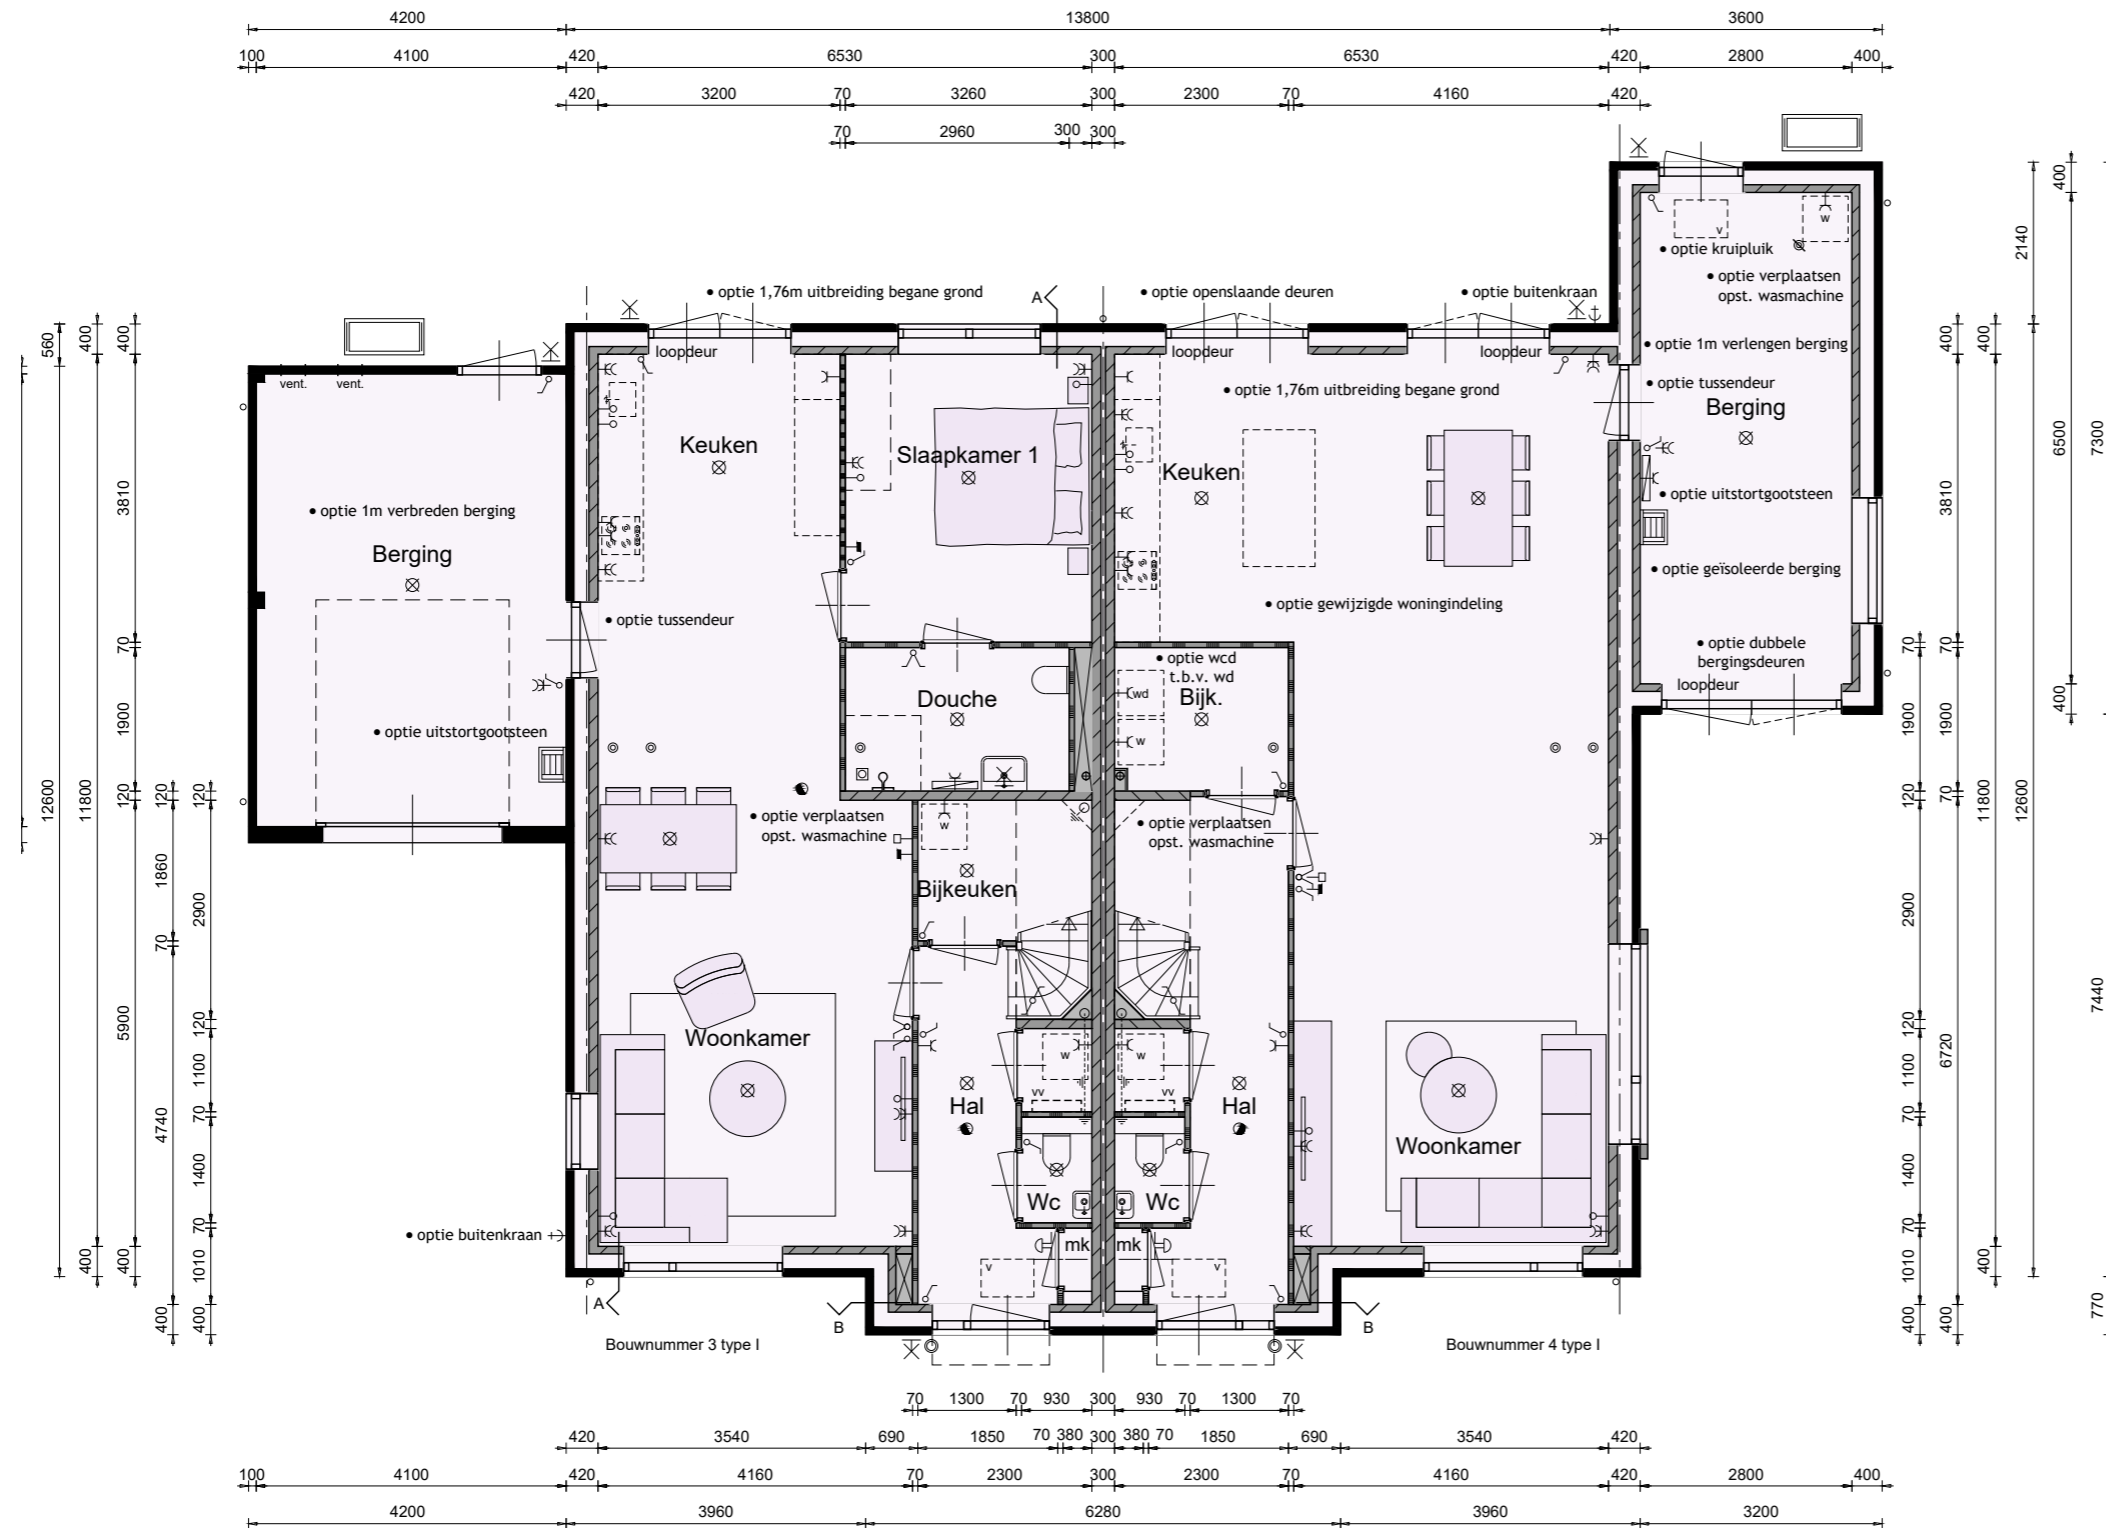 4200 13800 3600
100 4100 420 6530 300 6530 420 2800 400
420 3200 70 3260 300 2300 70 4160 420
70 2960 300 300
• optie 1,76m uitbreiding begane grond
A
• optie openslaande deuren
• optie buitenkraan
loopdeur
loopdeur
loopdeur
vent. vent.
v
w
• optie kruipluik
• optie verplaatsen
opst. wasmachine
• optie 1m verlengen berging
• optie tussendeur
Berging
• optie uitstortgootsteen
• optie geïsoleerde berging
• optie dubbele
bergingsdeuren
loopdeur
• optie 1m verbreden berging
Berging
• optie uitstortgootsteen
Keuken
Slaapkamer 1
• optie tussendeur
Douche
• optie 1,76m uitbreiding begane grond
Keuken
• optie gewijzigde woningindeling
• optie wcd
t.b.v. wd
Bijk.
wd
w
• optie verplaatsen
opst. wasmachine
w
Bijkeuken
• optie verplaatsen
opst. wasmachine
Woonkamer
Hal
w
vv
w
vv
Hal
Woonkamer
Wc
Wc
mk
mk
v
v
• optie buitenkraan
A
B
B
Bouwnummer 3 type I
Bouwnummer 4 type I
560
12600
400 11800 400
400 3810 70 1900 120 5900 400
120 1860 70 4740 400
120 2900 120 1100 70 1400 70 1010 400
400 70 1900 120 2900 120 1100 70 1400 70 1010 400
400 3810 70 1900 70 6720 400
400 11800 400
2140 12600
400 6500 400
7300 7440 770
70 1300 70 930 300 930 70 1300 70
420 3540 690 1850 70 380 300 380 70 1850 690 3540 420
100 4100 420 4160 70 2300 300 2300 70 4160 420 2800 400
4200 3960 6280 3960 3200